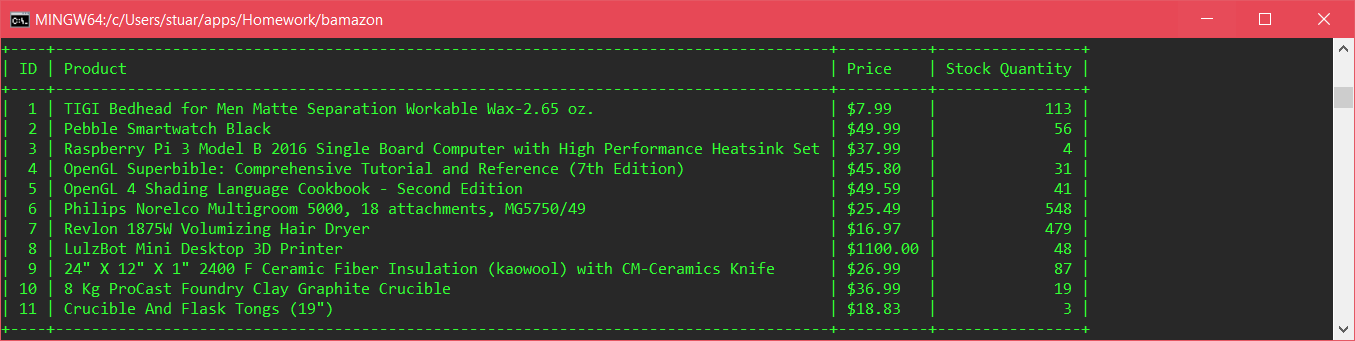 MINGW64:/c/Users/stuar/apps/Homework/bamazon
+----+--------------------------------------------------------------------------------------+----------+----------------+
| ID | Product                                                                              | Price    | Stock Quantity |
+----+--------------------------------------------------------------------------------------+----------+----------------+
|  1 | TIGI Bedhead for Men Matte Separation Workable Wax-2.65 oz.                          | $7.99    |            113 |
|  2 | Pebble Smartwatch Black                                                              | $49.99   |             56 |
|  3 | Raspberry Pi 3 Model B 2016 Single Board Computer with High Performance Heatsink Set | $37.99   |              4 |
|  4 | OpenGL Superbible: Comprehensive Tutorial and Reference (7th Edition)                | $45.80   |             31 |
|  5 | OpenGL 4 Shading Language Cookbook - Second Edition                                  | $49.59   |             41 |
|  6 | Philips Norelco Multigroom 5000, 18 attachments, MG5750/49                           | $25.49   |            548 |
|  7 | Revlon 1875W Volumizing Hair Dryer                                                   | $16.97   |            479 |
|  8 | LulzBot Mini Desktop 3D Printer                                                      | $1100.00 |             48 |
|  9 | 24" X 12" X 1" 2400 F Ceramic Fiber Insulation (kaowool) with CM-Ceramics Knife      | $26.99   |             87 |
| 10 | 8 Kg ProCast Foundry Clay Graphite Crucible                                          | $36.99   |             19 |
| 11 | Crucible And Flask Tongs (19")                                                       | $18.83   |              3 |
+----+--------------------------------------------------------------------------------------+----------+----------------+